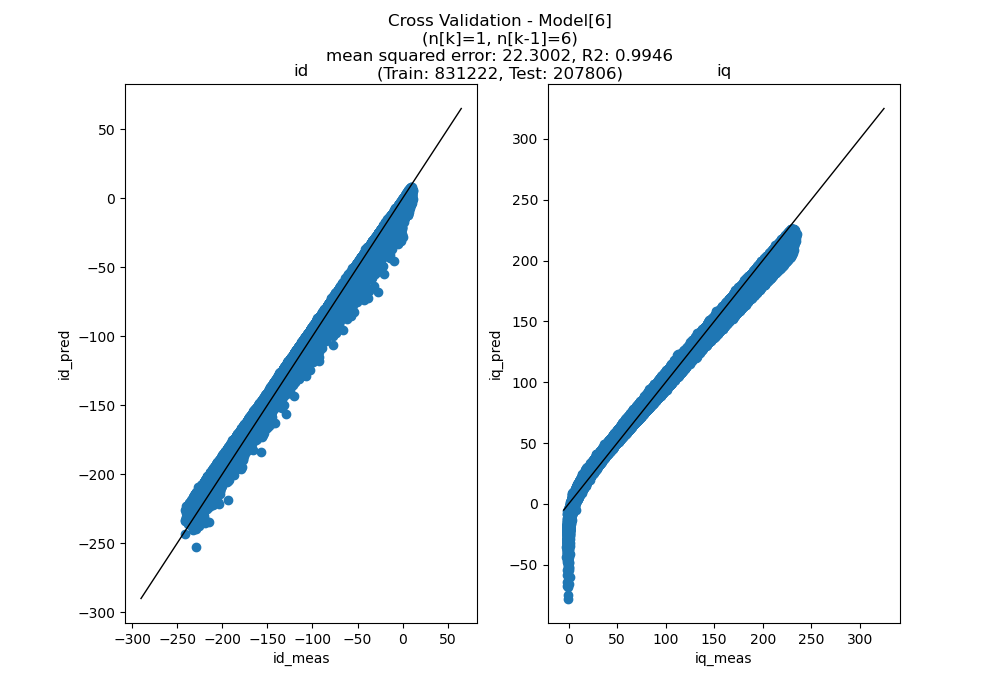 Cross Validation - Model[6]
(n[k]=1, n[k-1]=6)
mean squared error: 22.3002, R2: 0.9946
(Train: 831222, Test: 207806)
id
50
0
−50
−100
−150
−200
−250
−300
id_pred
−300 −250 −200 −150 −100 −50 0 50
id_meas
iq
300
250
200
150
100
50
0
−50
iq_pred
0 50 100 150 200 250 300
iq_meas